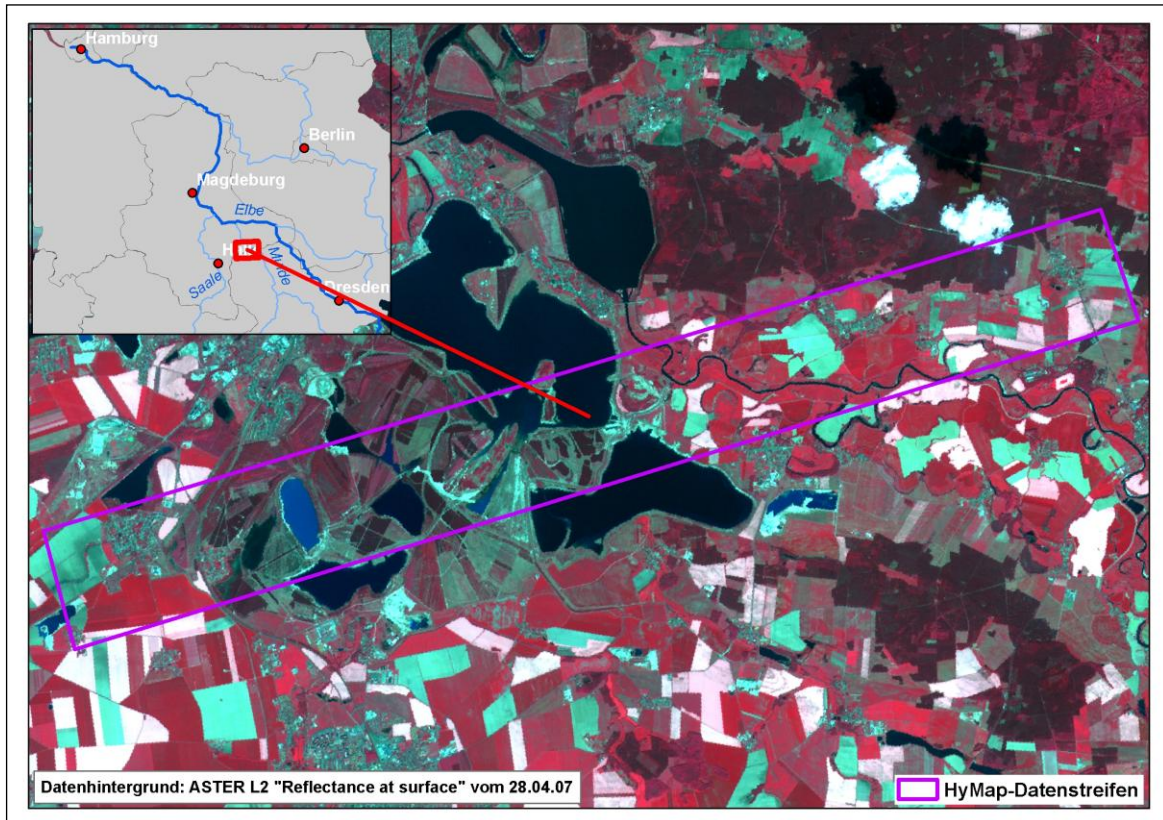 Hamburg
Berlin
Magdeburg
Elbe
Mulde
Saale
Dresden
Datenhintergrund: ASTER L2 "Reflectance at surface" vom 28.04.07
HyMap-Datenstreifen